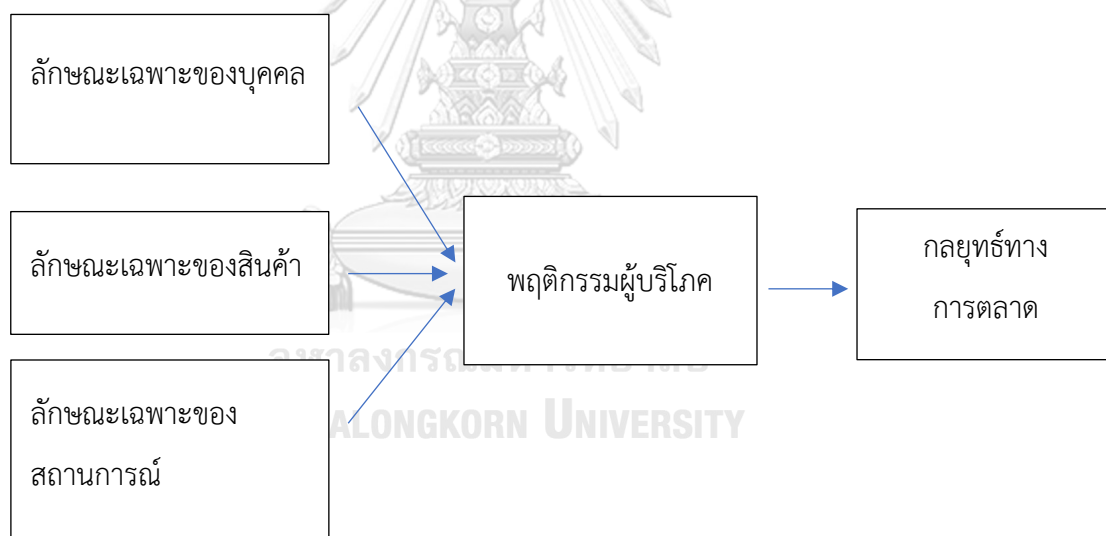 ลักษณะเฉพาะของบุคคล
ลักษณะเฉพาะของสินค้า
ลักษณะเฉพาะของ
สถานการณ์
พฤติกรรมผู้บริโภค
กลยุทธ์ทาง
การตลาด
ALONGKORN UNIVERSITY